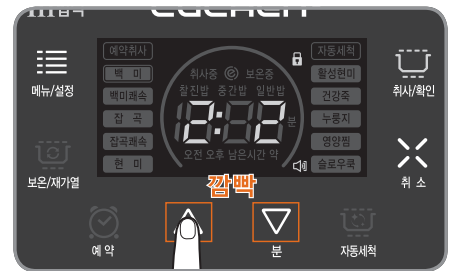 CUCHEN
메뉴/설정
보온/재가열
예약취사
백 미
백미쾌속
잡 곡
잡곡쾌속
현 미
취사중 보온중
찰진밥 중간밥 일반밥
2: 2 분
오전 오후 남은시간 약
자동세척
활성현미
건강죽
누룽지
영양찜
슬로우쿡
취사/확인
취 소
깜빡
예 약
분
자동세척